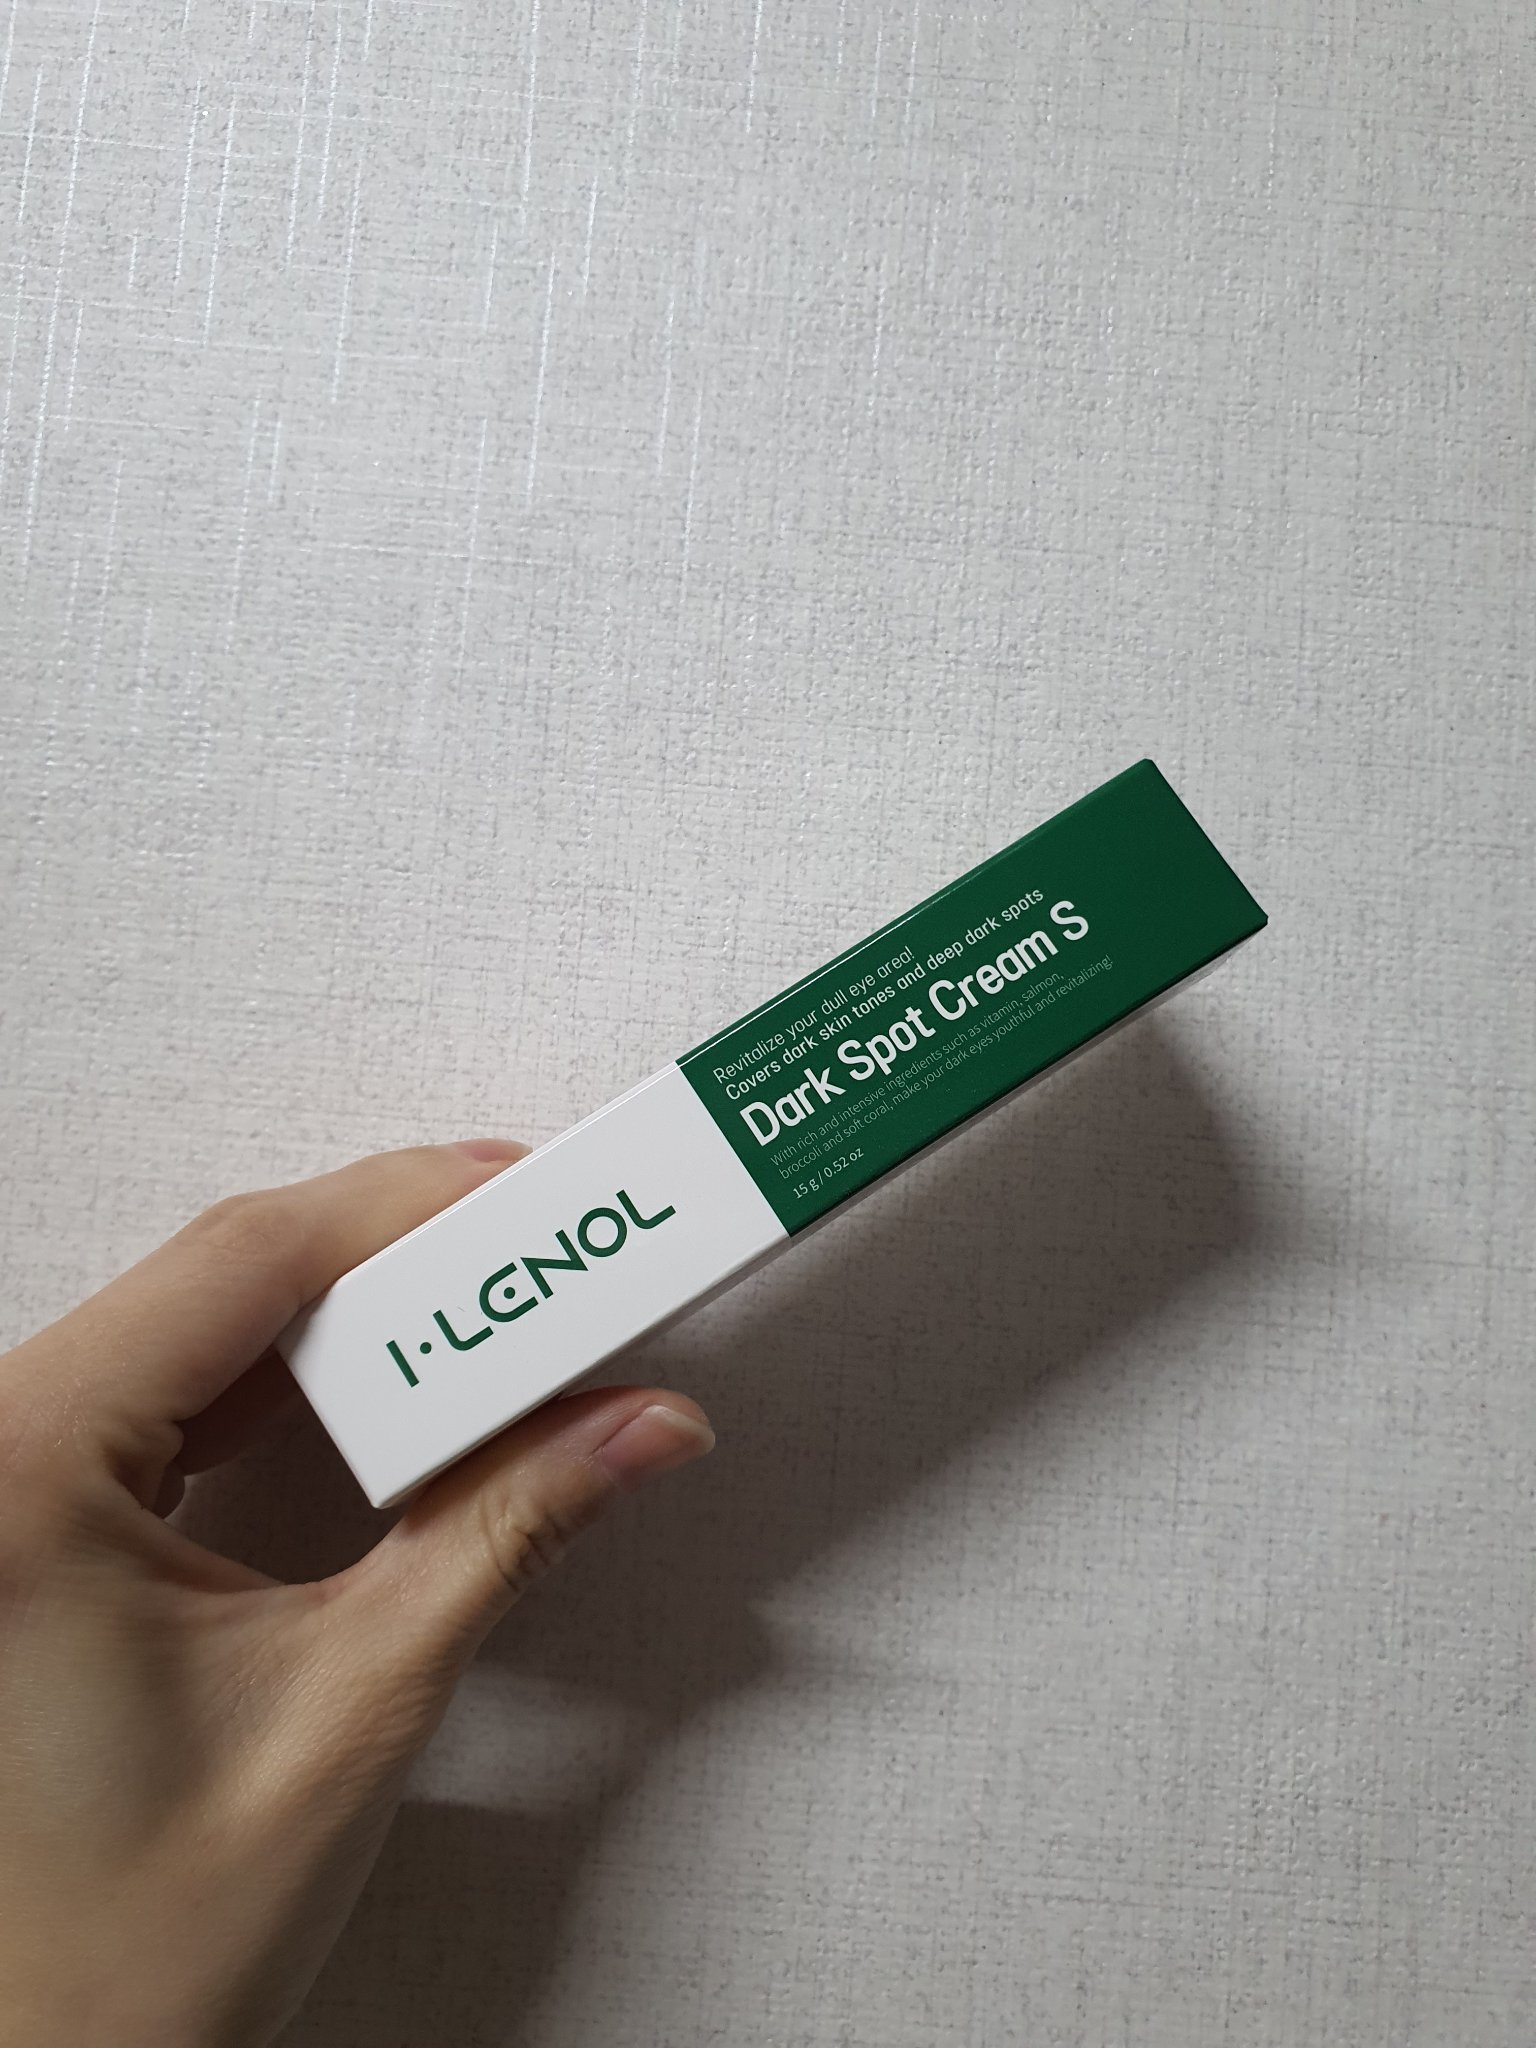 I·LENOL
Revitalize your dull eye area!
Covers dark skin tones and deep dark spots
Dark Spot Cream S
With rich and intensive ingredients such as vitamin, salmon,
broccoli and soft coral, make your dark eyes youthful and revitalizing!
15 g / 0.52 oz